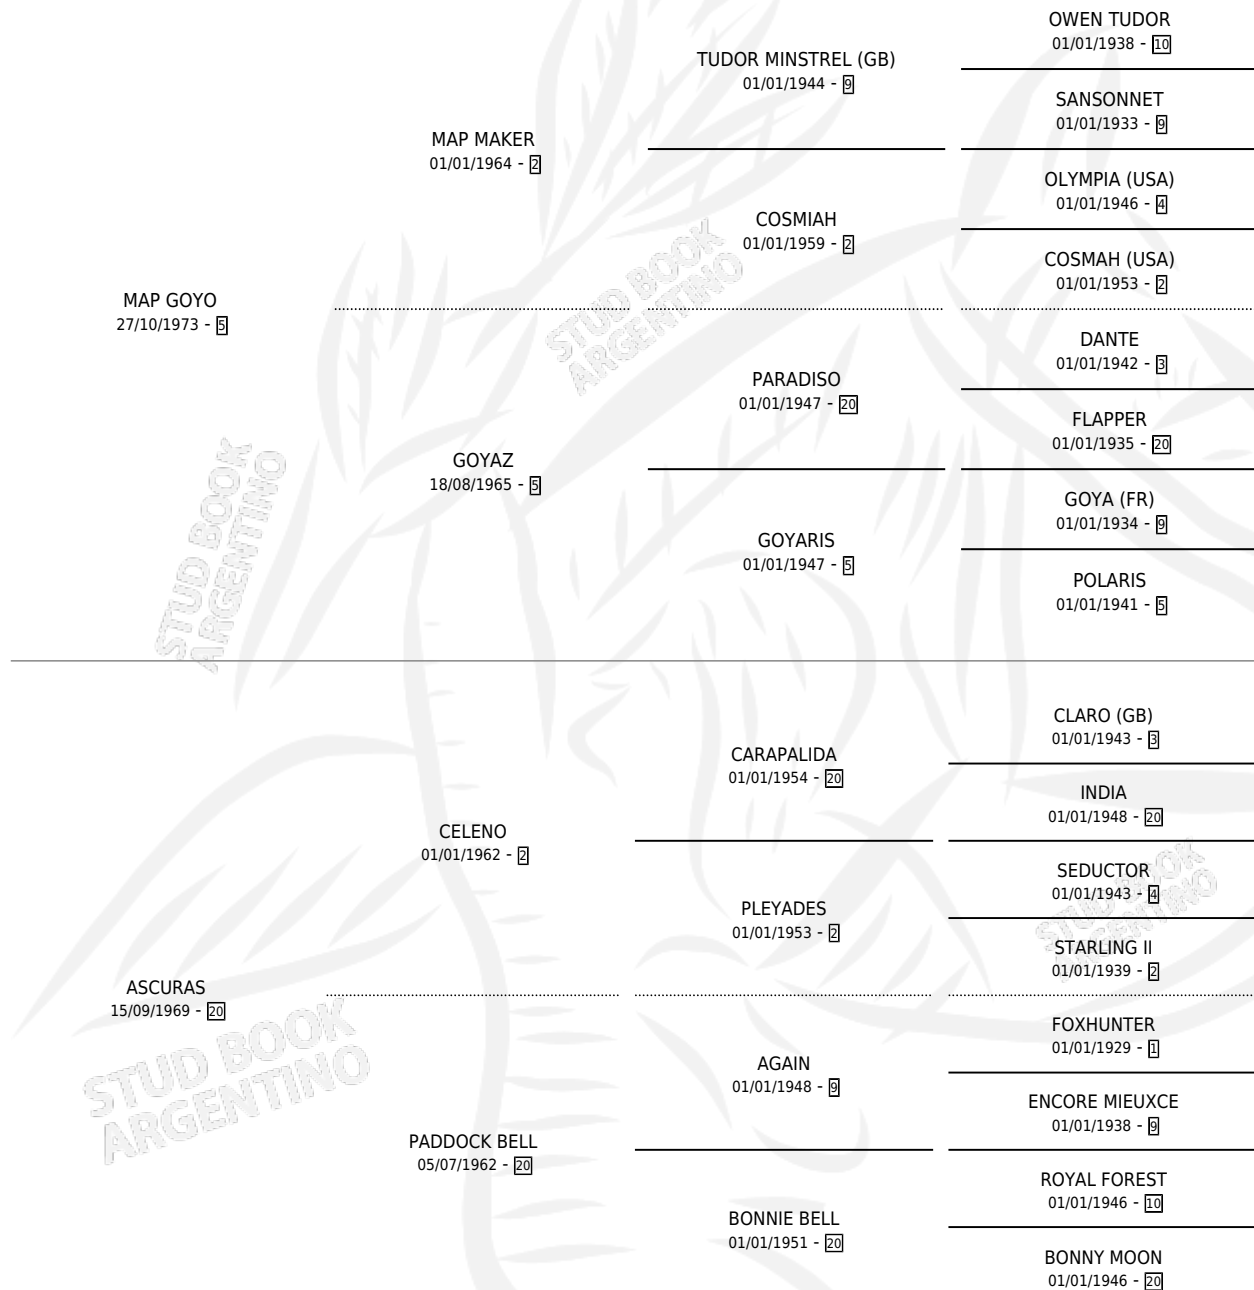 OWEN TUDOR
01/01/1938 - 10
TUDOR MINSTREL (GB)
01/01/1944 - 9
SANSONNET
01/01/1933 - 9
MAP MAKER
01/01/1964 - 2
OLYMPIA (USA)
01/01/1946 - 4
COSMIAH
01/01/1959 - 2
COSMAH (USA)
01/01/1953 - 2
MAP GOYO
27/10/1973 - 5
DANTE
01/01/1942 - 3
PARADISO
01/01/1947 - 20
FLAPPER
01/01/1935 - 20
GOYAZ
18/08/1965 - 5
GOYA (FR)
01/01/1934 - 9
GOYARIS
01/01/1947 - 5
POLARIS
01/01/1941 - 5
CLARO (GB)
01/01/1943 - 3
CARAPALIDA
01/01/1954 - 20
INDIA
01/01/1948 - 20
CELENO
01/01/1962 - 2
SEDUCTOR
01/01/1943 - 4
PLEYADES
01/01/1953 - 2
STARLING II
01/01/1939 - 2
ASCURAS
15/09/1969 - 20
FOXHUNTER
01/01/1929 - 1
AGAIN
01/01/1948 - 9
ENCORE MIEUXCE
01/01/1938 - 9
PADDOCK BELL
05/07/1962 - 20
ROYAL FOREST
01/01/1946 - 10
BONNIE BELL
01/01/1951 - 20
BONNY MOON
01/01/1946 - 20
STUD BOOK
ARGENTINO
STUD BOOK
ARGENTINO
STUD BOOK
ARGENTINO
STUD BOOK
ARGENTINO